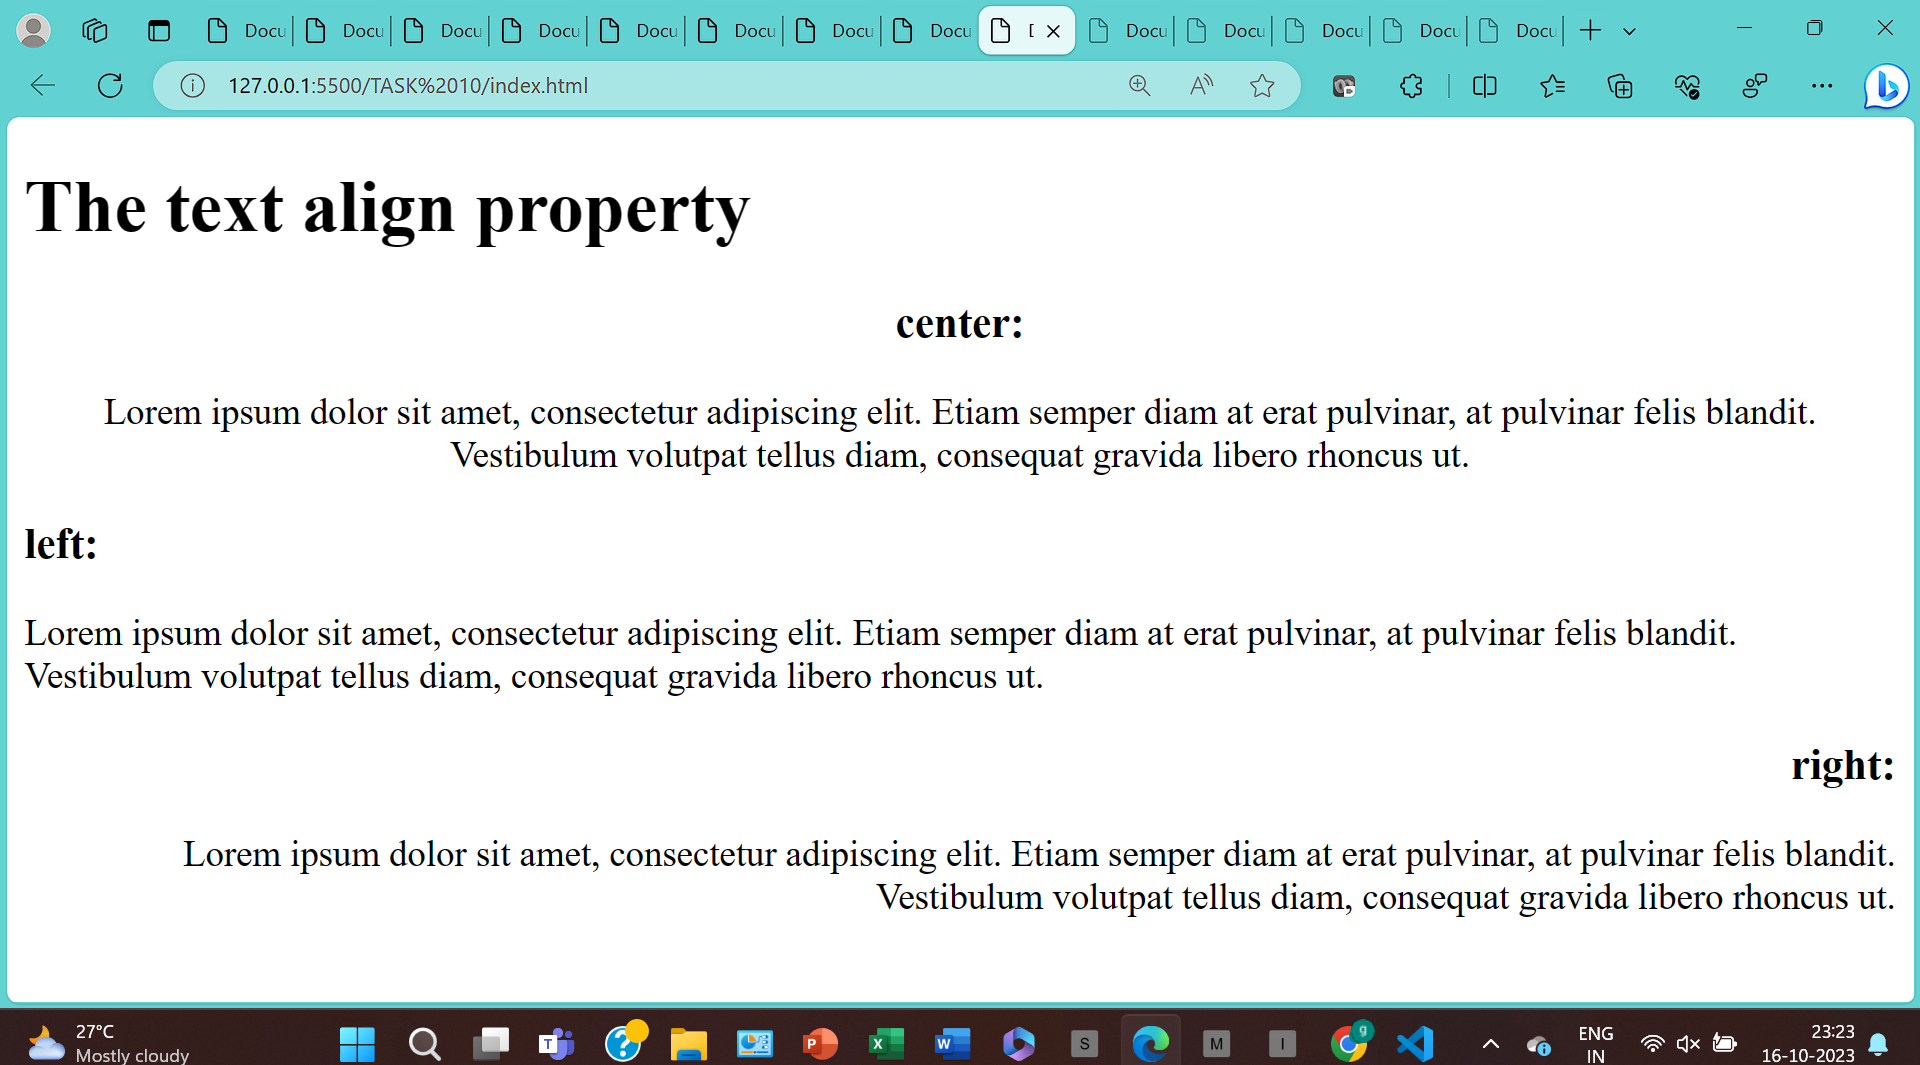 Docu Docu Docu Docu Docu Docu Docu Docu Docu Docu Docu Docu Docu
127.0.0.1:5500/TASK%2010/index.html
The text align property
center:
Lorem ipsum dolor sit amet, consectetur adipiscing elit. Etiam semper diam at erat pulvinar, at pulvinar felis blandit.
Vestibulum volutpat tellus diam, consequat gravida libero rhoncus ut.
left:
Lorem ipsum dolor sit amet, consectetur adipiscing elit. Etiam semper diam at erat pulvinar, at pulvinar felis blandit.
Vestibulum volutpat tellus diam, consequat gravida libero rhoncus ut.
right:
Lorem ipsum dolor sit amet, consectetur adipiscing elit. Etiam semper diam at erat pulvinar, at pulvinar felis blandit.
Vestibulum volutpat tellus diam, consequat gravida libero rhoncus ut.
27°C
Mostly cloudy
S
M
I
g
ENG
IN
23:23
16-10-2023